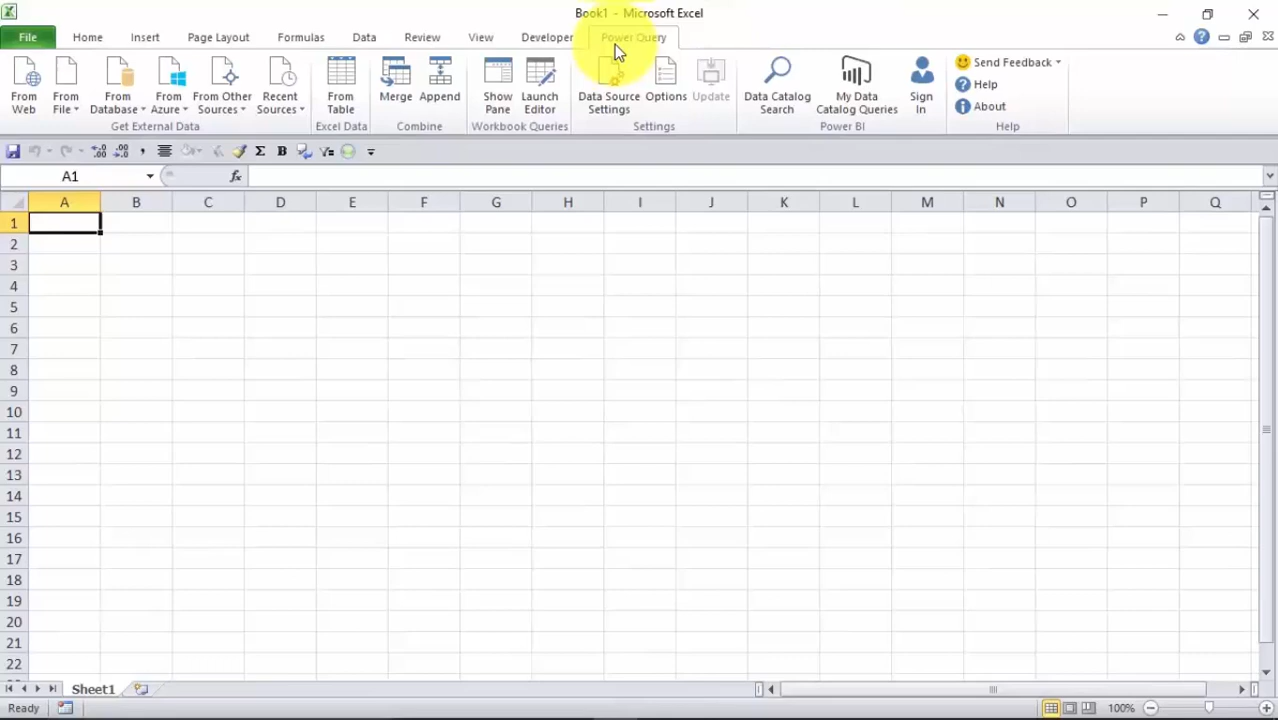 Book1 - Microsoft Excel
File Home Insert Page Layout Formulas Data Review View Developer Power Query
From Web
From File
From Database
From Azure
From Other Sources
Recent Sources
Get External Data
From Table
Excel Data
Merge
Append
Combine
Show Pane
Launch Editor
Workbook Queries
Data Source Settings
Options
Update
Settings
Data Catalog Search
My Data Catalog Queries
Sign In
Power BI
Send Feedback
Help
About
Help
A1 fx
A B C D E F G H I J K L M N O P Q
1
2
3
4
5
6
7
8
9
10
11
12
13
14
15
16
17
18
19
20
21
22
Sheet1
Ready 100%